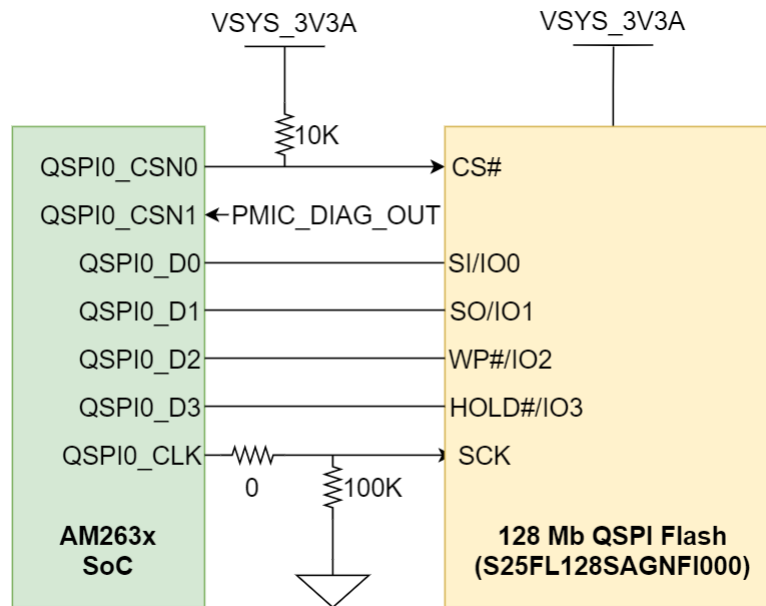 VSYS_3V3A
VSYS_3V3A
10K
QSPI0_CSN0
CS#
QSPI0_CSN1
PMIC_DIAG_OUT
QSPI0_D0
SI/IO0
QSPI0_D1
SO/IO1
QSPI0_D2
WP#/IO2
QSPI0_D3
HOLD#/IO3
QSPI0_CLK
SCK
0
100K
AM263x
SoC
128 Mb QSPI Flash
(S25FL128SAGNFI000)